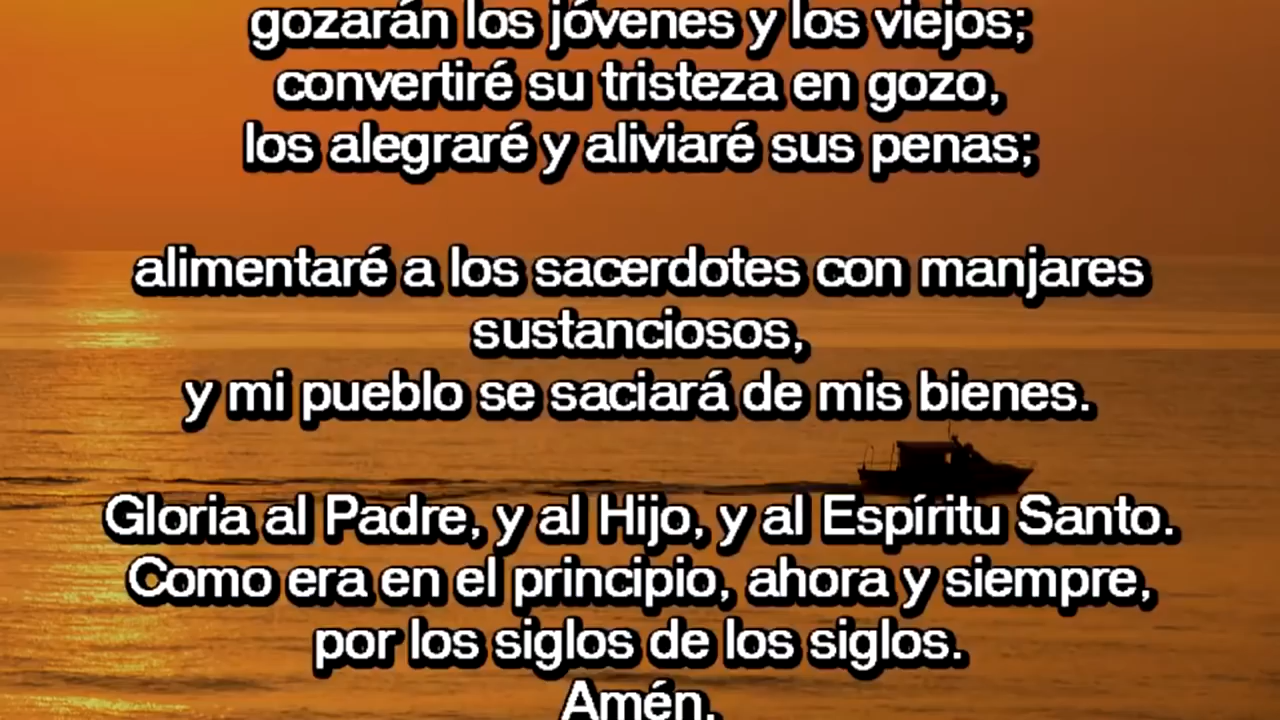 gozarán los jóvenes y los viejos;
convertiré su tristeza en gozo,
los alegraré y aliviaré sus penas;
alimentaré a los sacerdotes con manjares
sustanciosos,
y mi pueblo se saciará de mis bienes.
Gloria al Padre, y al Hijo, y al Espíritu Santo.
Como era en el principio, ahora y siempre,
por los siglos de los siglos.
Amén.